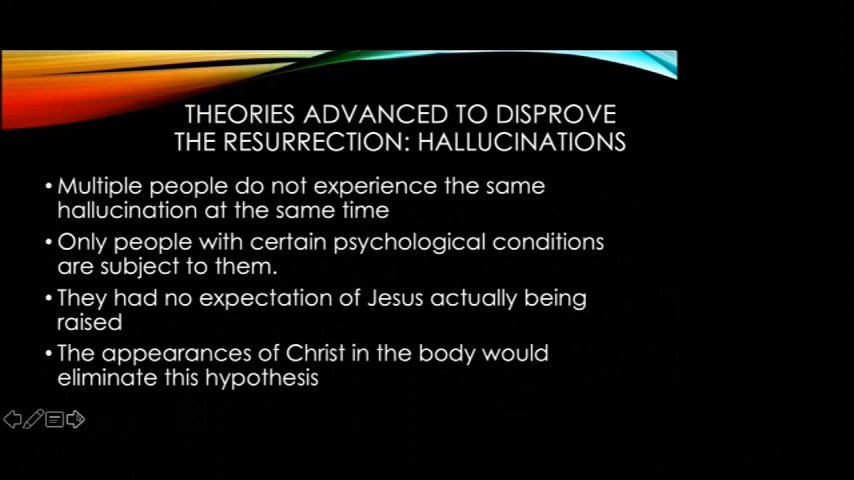 THEORIES ADVANCED TO DISPROVE
THE RESURRECTION: HALLUCINATIONS
• Multiple people do not experience the same
hallucination at the same time
• Only people with certain psychological conditions
are subject to them.
• They had no expectation of Jesus actually being
raised
• The appearances of Christ in the body would
eliminate this hypothesis